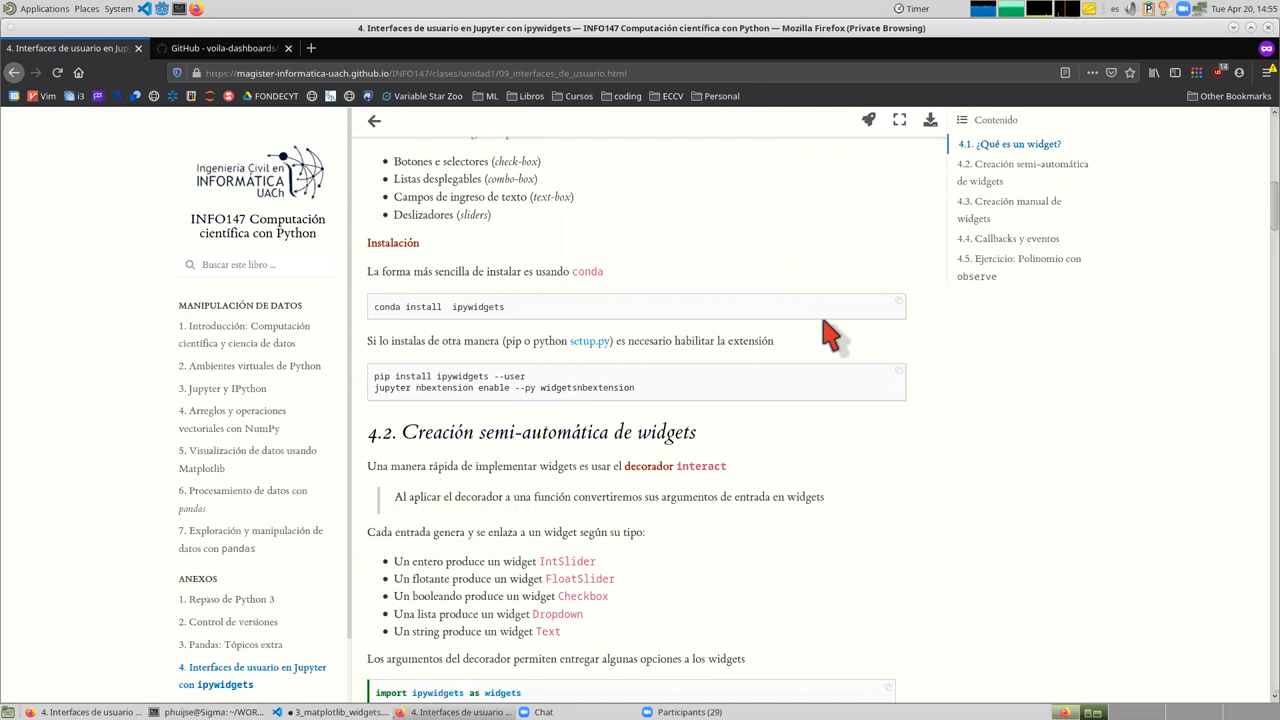 Applications Places System
Timer
es
Tue Apr 20, 14:55
4. Interfaces de usuario en Jupyter con ipywidgets — INFO147 Computación científica con Python — Mozilla Firefox (Private Browsing)
4. Interfaces de usuario en Jup
GitHub - voila-dashboards/
https://magister-informatica-uach.github.io/INFO147/clases/unidad1/09_interfaces_de_usuario.html
14
Vim
i3
FONDECYT
Variable Star Zoo
ML
Libros
Cursos
coding
ECCV
Personal
Other Bookmarks
Ingeniería Civil en
INFORMÁTICA
UACH
INFO147 Computación
científica con Python
Buscar este libro ...
MANIPULACIÓN DE DATOS
1. Introducción: Computación
científica y ciencia de datos
2. Ambientes virtuales de Python
3. Jupyter y IPython
4. Arreglos y operaciones
vectoriales con NumPy
5. Visualización de datos usando
Matplotlib
6. Procesamiento de datos con
pandas
7. Exploración y manipulación de
datos con pandas
ANEXOS
1. Repaso de Python 3
2. Control de versiones
3. Pandas: Tópicos extra
4. Interfaces de usuario en Jupyter
con ipywidgets
Botones e selectores (check-box)
Listas desplegables (combo-box)
Campos de ingreso de texto (text-box)
Deslizadores (sliders)
Instalación
La forma más sencilla de instalar es usando conda
conda install ipywidgets
Si lo instalas de otra manera (pip o python setup.py) es necesario habilitar la extensión
pip install ipywidgets --user
jupyter nbextension enable --py widgetsnbextension
4.2. Creación semi-automática de widgets
Una manera rápida de implementar widgets es usar el decorador interact
Al aplicar el decorador a una función convertiremos sus argumentos de entrada en widgets
Cada entrada genera y se enlaza a un widget según su tipo:
Un entero produce un widget IntSlider
Un flotante produce un widget FloatSlider
Un booleando produce un widget Checkbox
Una lista produce un widget Dropdown
Un string produce un widget Text
Los argumentos del decorador permiten entregar algunas opciones a los widgets
import ipywidgets as widgets
Contenido
4.1. ¿Qué es un widget?
4.2. Creación semi-automática
de widgets
4.3. Creación manual de
widgets
4.4. Callbacks y eventos
4.5. Ejercicio: Polinomio con
observe
4. Interfaces de usuario en ...
phuijse@Sigma: ~/WOR...
● 3_matplotlib_widgets....
4. Interfaces de usuario en ...
Chat
Participants (29)